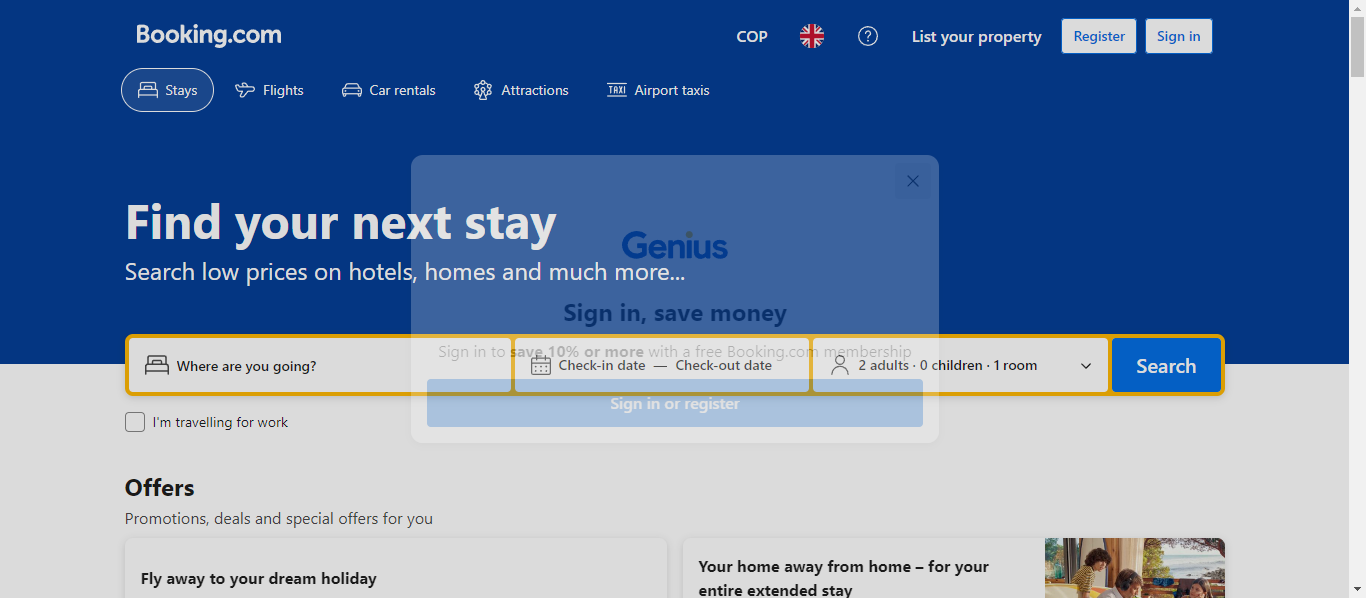 Booking.com
COP
List your property
Register
Sign in
Stays
Flights
Car rentals
Attractions
TAXI
Airport taxis
Find your next stay
Search low prices on hotels, homes and much more...
Genius
Sign in, save money
Sign in to save 10% or more with a free Booking.com membership
Sign in or register
Where are you going?
Check-in date — Check-out date
2 adults · 0 children · 1 room
Search
I'm travelling for work
Offers
Promotions, deals and special offers for you
Fly away to your dream holiday
Your home away from home – for your
entire extended stay